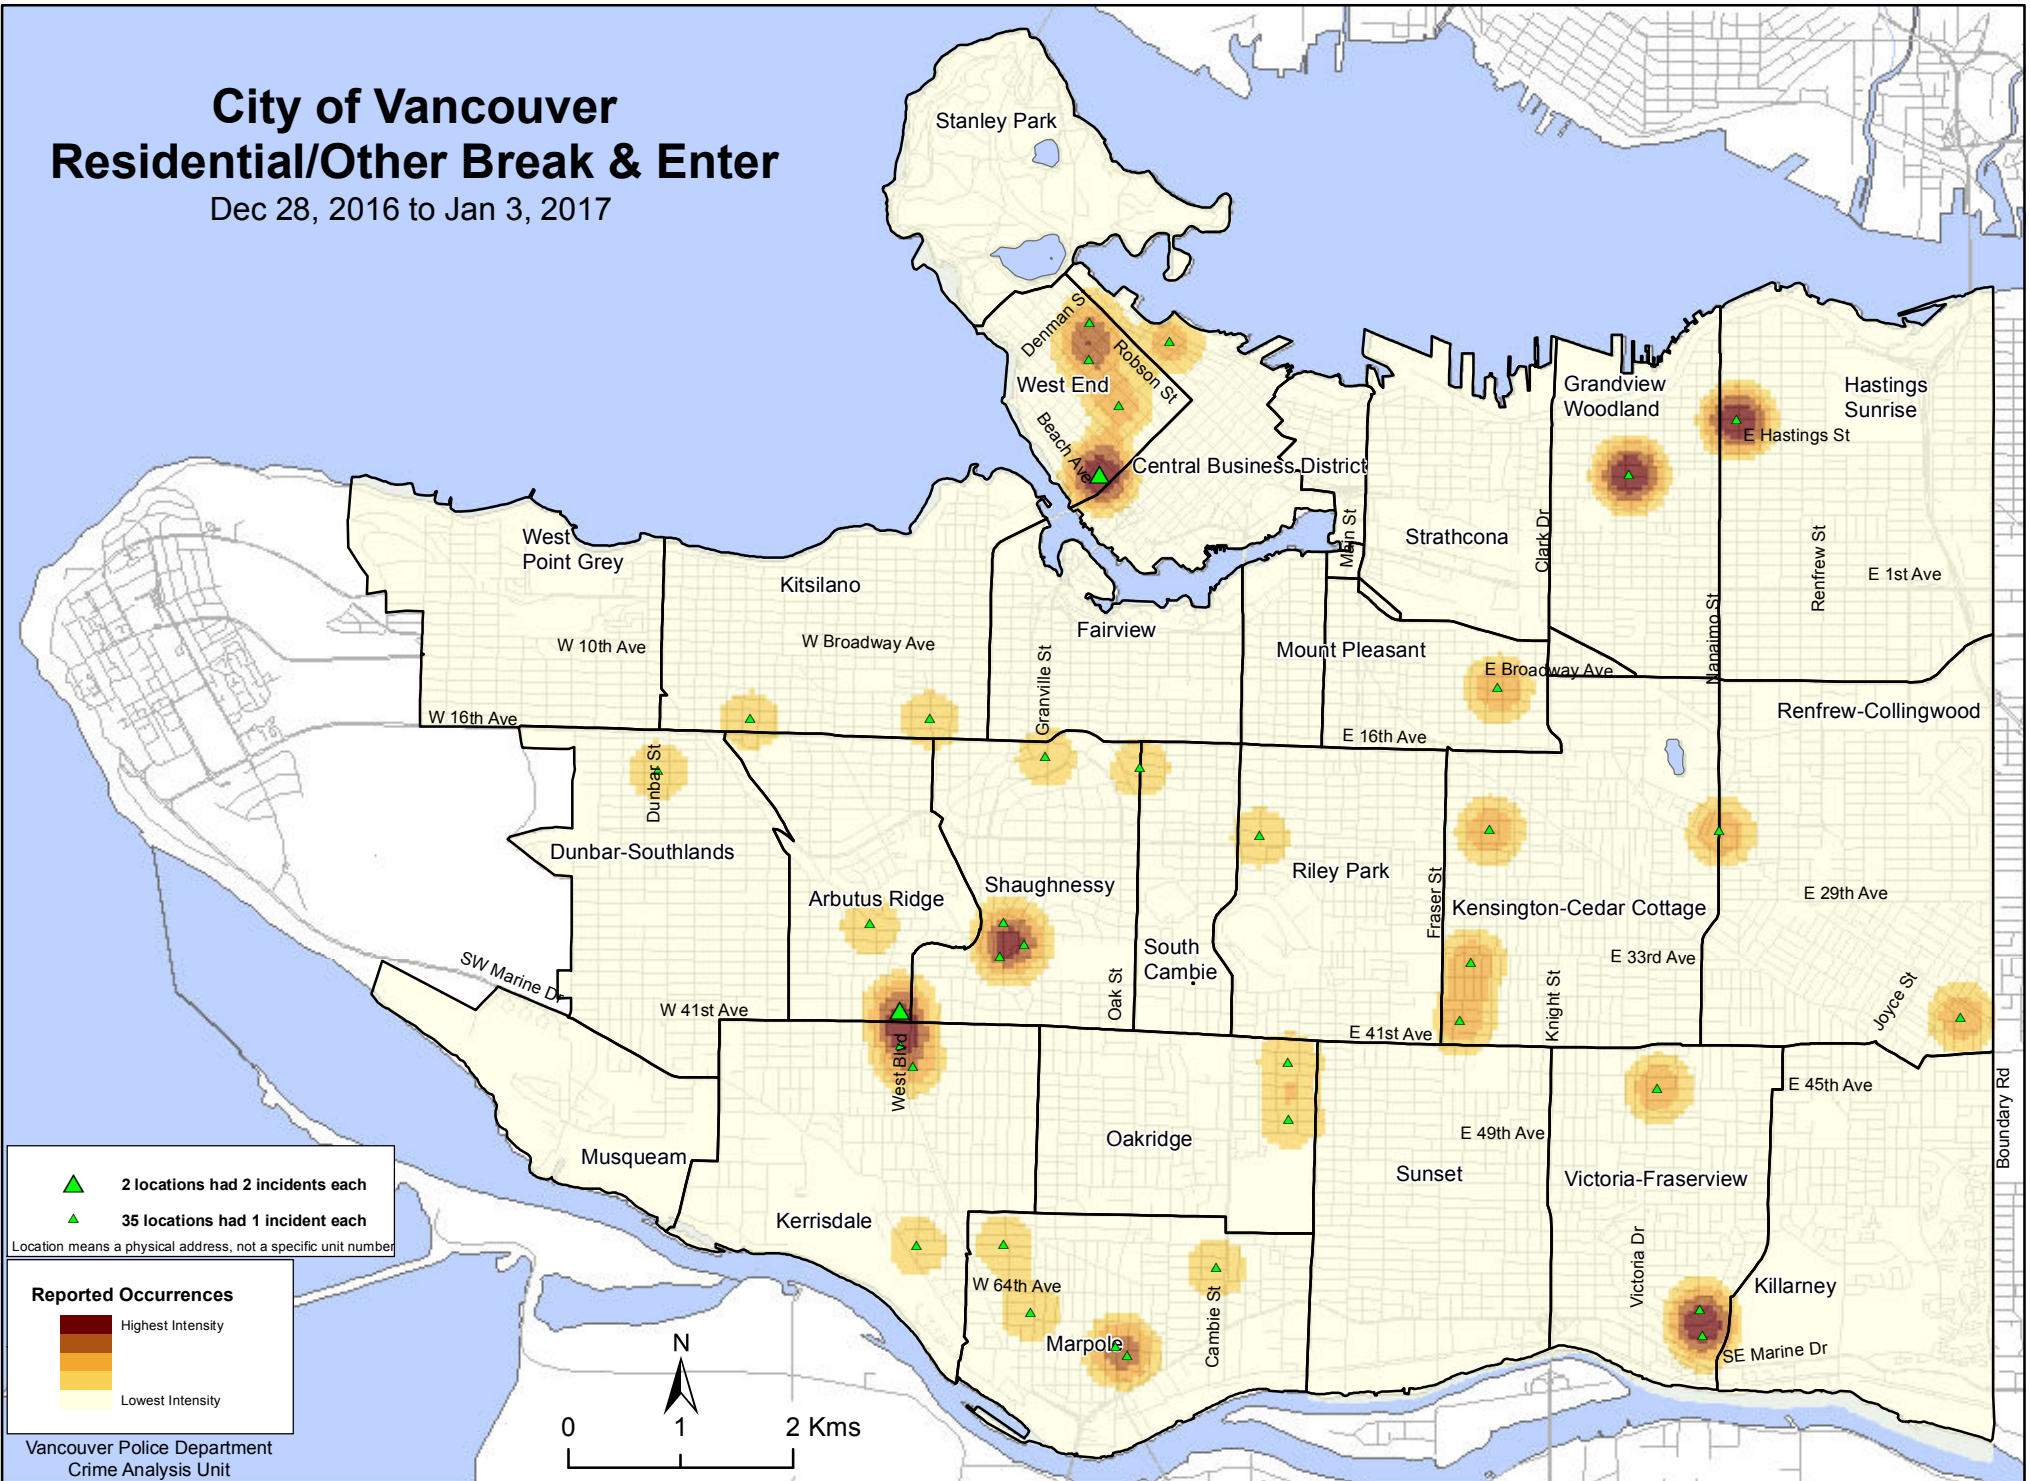 City of Vancouver
Residential/Other Break & Enter
Dec 28, 2016 to Jan 3, 2017
Stanley Park
Denman S
Robson St
West End
Beach Ave
Central Business District
Grandview
Woodland
Hastings
Sunrise
E Hastings St
West
Point Grey
Kitsilano
Fairview
Main St
Strathcona
Clark Dr
Renfrew St
E 1st Ave
Nanaimo St
W 10th Ave
W Broadway Ave
Granville St
Mount Pleasant
E Broadway Ave
W 16th Ave
E 16th Ave
Renfrew-Collingwood
Dunbar St
Dunbar-Southlands
Arbutus Ridge
Shaughnessy
Riley Park
Fraser St
Kensington-Cedar Cottage
E 29th Ave
South
Cambie
Oak St
E 33rd Ave
Knight St
Joyce St
SW Marine Dr
W 41st Ave
E 41st Ave
West Blvd
E 45th Ave
Boundary Rd
Musqueam
Oakridge
E 49th Ave
Sunset
Victoria-Fraserview
Kerrisdale
W 64th Ave
Marpole
Cambie St
Victoria Dr
Killarney
SE Marine Dr
2 locations had 2 incidents each
35 locations had 1 incident each
Location means a physical address, not a specific unit number
Reported Occurrences
Highest Intensity
Lowest Intensity
N
0 1 2 Kms
Vancouver Police Department
Crime Analysis Unit